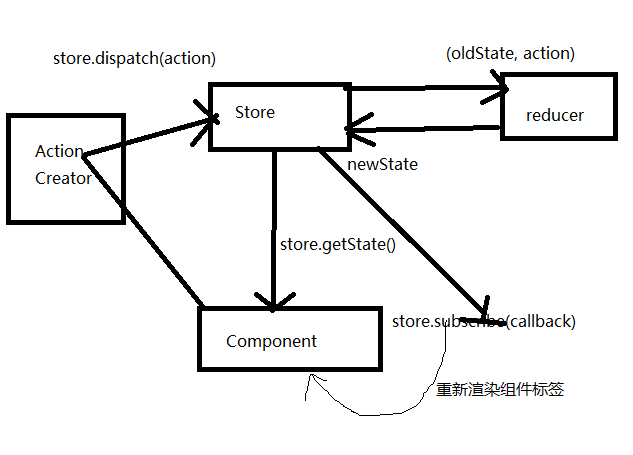 store.dispatch(action)
(oldState, action)
Store
reducer
Action
Creator
newState
store.getState()
store.subscribe(callback)
Component
重新渲染组件标签